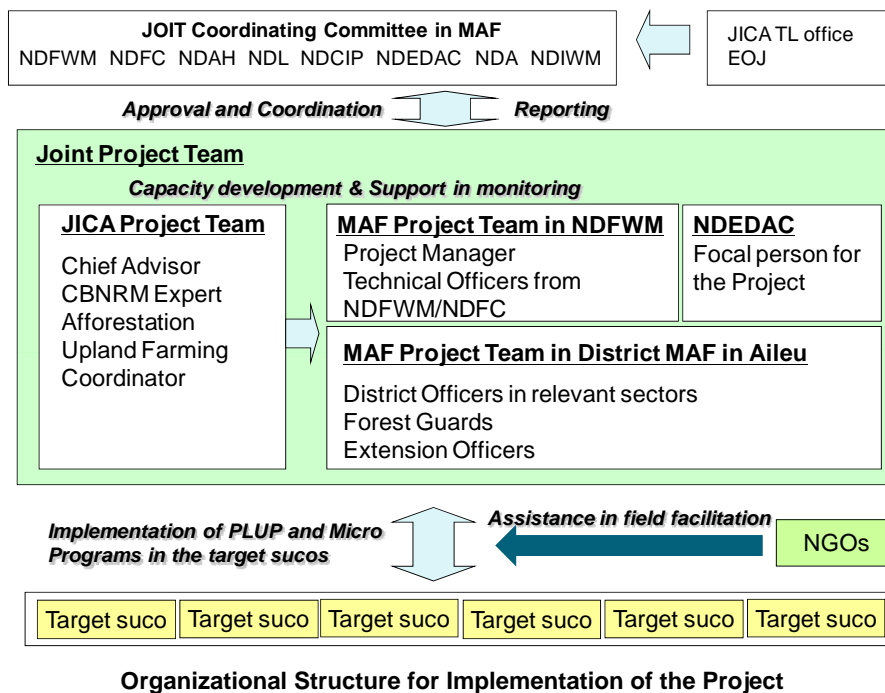 JOIT Coordinating Committee in MAF
NDFWM NDFC NDAH NDL NDCIP NDEDAC NDA NDIWM
JICA TL office
EOJ
Approval and Coordination
Reporting
Joint Project Team
Capacity development & Support in monitoring
JICA Project Team
Chief Advisor
CBNRM Expert
Afforestation
Upland Farming
Coordinator
MAF Project Team in NDFWM
Project Manager
Technical Officers from
NDFWM/NDFC
NDEDAC
Focal person for
the Project
MAF Project Team in District MAF in Aileu
District Officers in relevant sectors
Forest Guards
Extension Officers
Implementation of PLUP and Micro
Programs in the target sucos
Assistance in field facilitation
NGOs
Target suco Target suco Target suco Target suco Target suco Target suco
Organizational Structure for Implementation of the Project